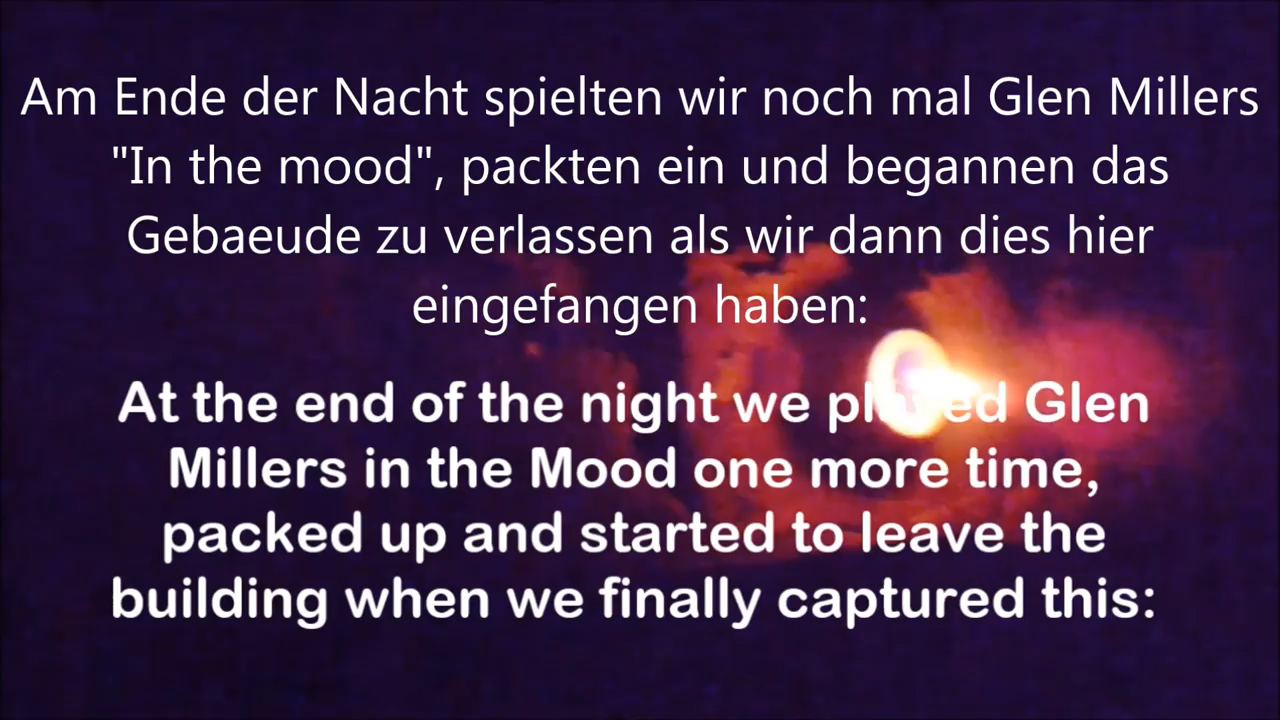 Am Ende der Nacht spielten wir noch mal Glen Millers
"In the mood", packten ein und begannen das
Gebaeude zu verlassen als wir dann dies hier
eingefangen haben:
At the end of the night we played Glen
Millers in the Mood one more time,
packed up and started to leave the
building when we finally captured this: